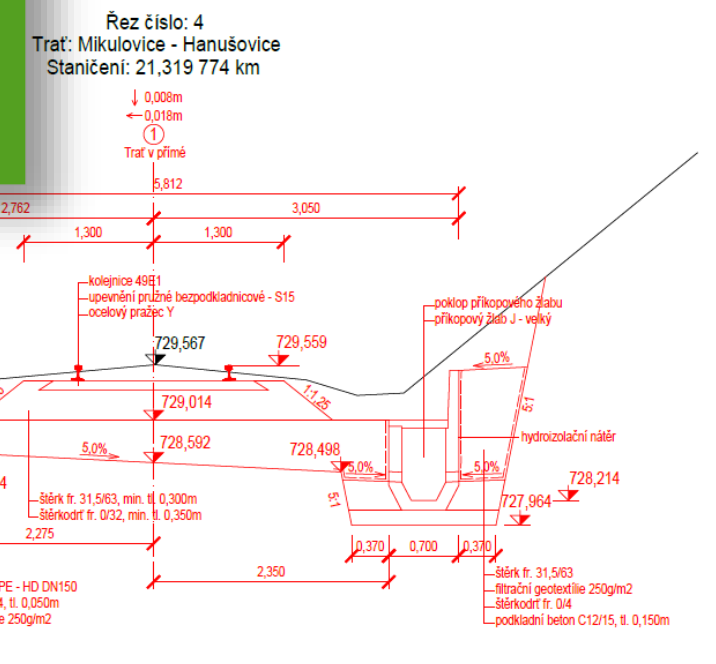 Řez číslo: 4
Trať: Mikulovice - Hanušovice
Staničení: 21,319 774 km
0,008m
0,018m
1
Trať v přímé
5,812
2,762
3,050
1,300
1,300
kolejnice 49E1
upevnění pružné bezpodkladnicové - S15
ocelový pražec Y
poklop příkopového žlabu
příkopový žlab J - velký
729,567
729,559
5,0%
1:1,25
5:1
729,014
hydroizolační nátěr
5,0%
728,592
728,498
5,0%
5,0%
728,214
4
727,964
5:1
štěrk fr. 31,5/63, min. tl. 0,300m
štěrkodrť fr. 0/32, min. tl. 0,350m
2,275
0,370
0,700
0,370
2,350
štěrk fr. 31,5/63
filtrační geotextílie 250g/m2
štěrkodrť fr. 0/4
podkladní beton C12/15, tl. 0,150m
PE - HD DN150
4, tl. 0,050m
e 250g/m2